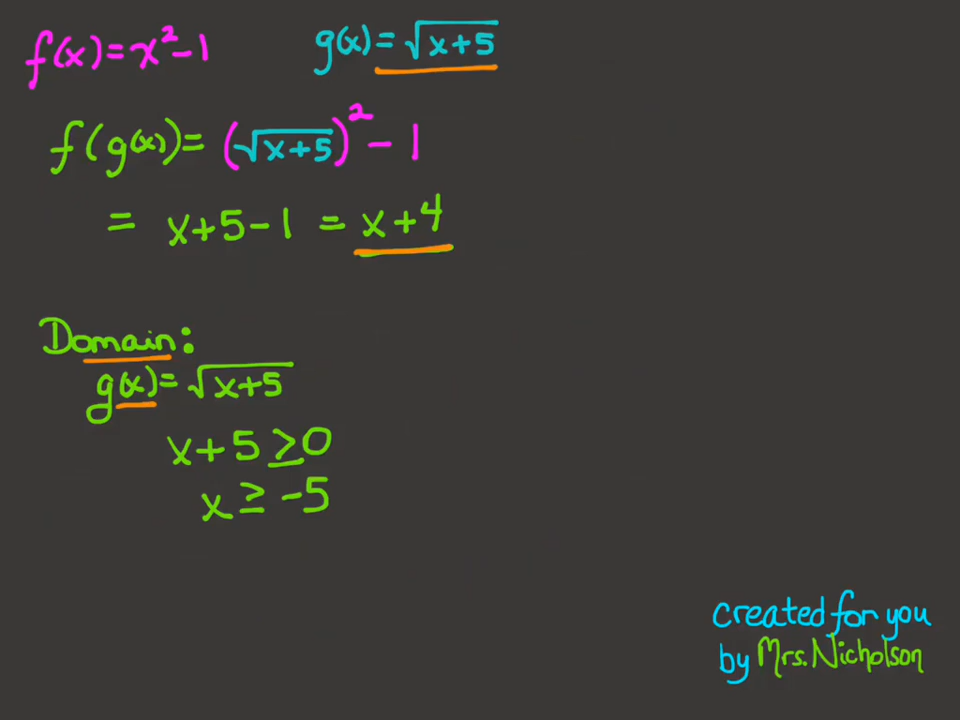 f(x)=x²-1 g(x)=√x+5
f(g(x))=(√x+5)²-1
= x+5-1 = x+4
Domain:
g(x)=√x+5
x+5≥0
x≥-5
created for you
by Mrs. Nicholson